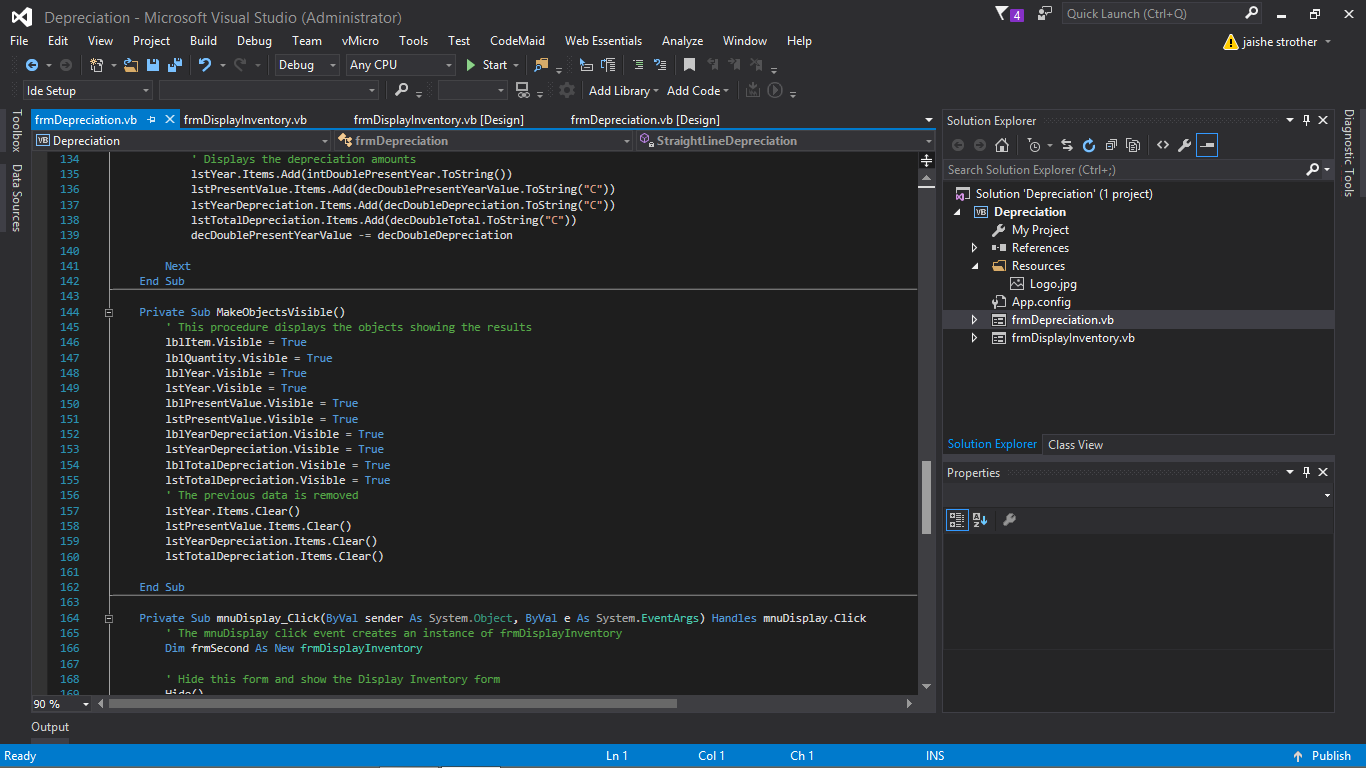 Depreciation - Microsoft Visual Studio (Administrator)
4
Quick Launch (Ctrl+Q)
File Edit View Project Build Debug Team vMicro Tools Test CodeMaid Web Essentials Analyze Window Help
jaishe strother
Debug Any CPU Start
Ide Setup Add Library Add Code
Toolbox
Data Sources
frmDepreciation.vb frmDisplayInventory.vb frmDisplayInventory.vb [Design] frmDepreciation.vb [Design]
VB Depreciation frmDepreciation StraightLineDepreciation
134 ' Displays the depreciation amounts
135 lstYear.Items.Add(intDoublePresentYear.ToString())
136 lstPresentValue.Items.Add(decDoublePresentYearValue.ToString("C"))
137 lstYearDepreciation.Items.Add(decDoubleDepreciation.ToString("C"))
138 lstTotalDepreciation.Items.Add(decDoubleTotal.ToString("C"))
139 decDoublePresentYearValue -= decDoubleDepreciation
140
141 Next
142 End Sub
143
144 Private Sub MakeObjectsVisible()
145 ' This procedure displays the objects showing the results
146 lblItem.Visible = True
147 lblQuantity.Visible = True
148 lblYear.Visible = True
149 lstYear.Visible = True
150 lblPresentValue.Visible = True
151 lstPresentValue.Visible = True
152 lblYearDepreciation.Visible = True
153 lstYearDepreciation.Visible = True
154 lblTotalDepreciation.Visible = True
155 lstTotalDepreciation.Visible = True
156 ' The previous data is removed
157 lstYear.Items.Clear()
158 lstPresentValue.Items.Clear()
159 lstYearDepreciation.Items.Clear()
160 lstTotalDepreciation.Items.Clear()
161
162 End Sub
163
164 Private Sub mnuDisplay_Click(ByVal sender As System.Object, ByVal e As System.EventArgs) Handles mnuDisplay.Click
165 ' The mnuDisplay click event creates an instance of frmDisplayInventory
166 Dim frmSecond As New frmDisplayInventory
167
168 ' Hide this form and show the Display Inventory form
169 Hide()
90 %
Solution Explorer
Search Solution Explorer (Ctrl+;)
Solution 'Depreciation' (1 project)
VB Depreciation
My Project
References
Resources
Logo.jpg
App.config
frmDepreciation.vb
frmDisplayInventory.vb
Solution Explorer Class View
Properties
Diagnostic Tools
Output
Ready Ln 1 Col 1 Ch 1 INS Publish